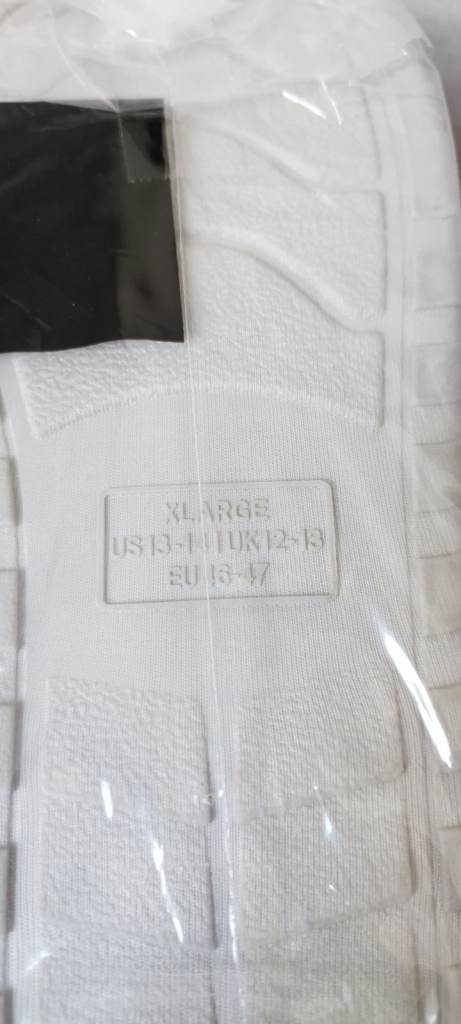 XLARGE
US 13-14 | UK 12-13
EU 46-47